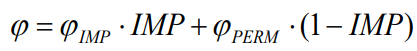 φ = φ_IMP · IMP + φ_PERM · (1 − IMP)